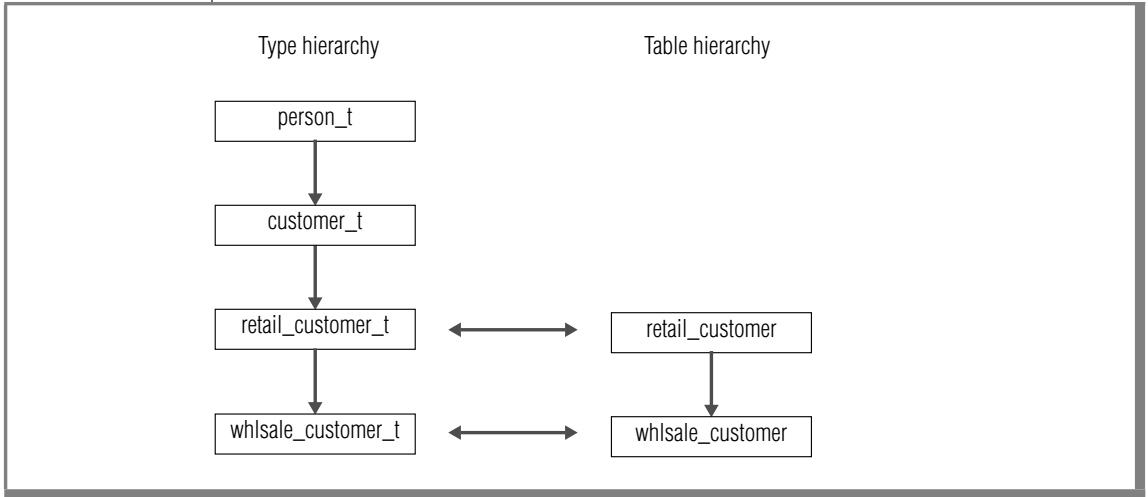 Type hierarchy
Table hierarchy
person_t
customer_t
retail_customer_t
retail_customer
whlsale_customer_t
whlsale_customer